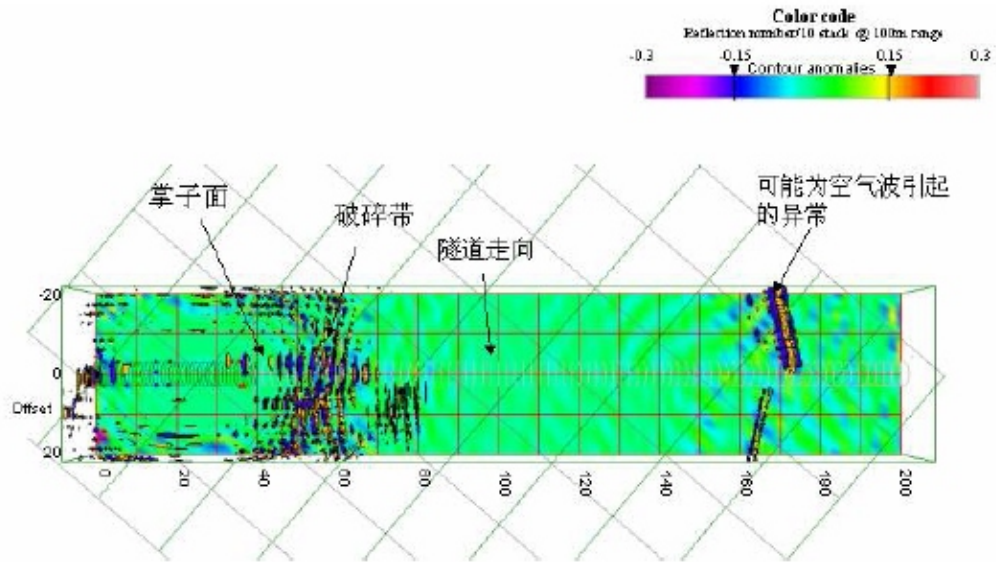 Color code
Reflection number/10 stack @ 100m range
-0.3 -0.15 0.15 0.3
Contour anomalies
掌子面
破碎带
隧道走向
可能为空气波引起
的异常
-20
0
Offset
20
0 20 40 60 80 100 120 140 160 190 200